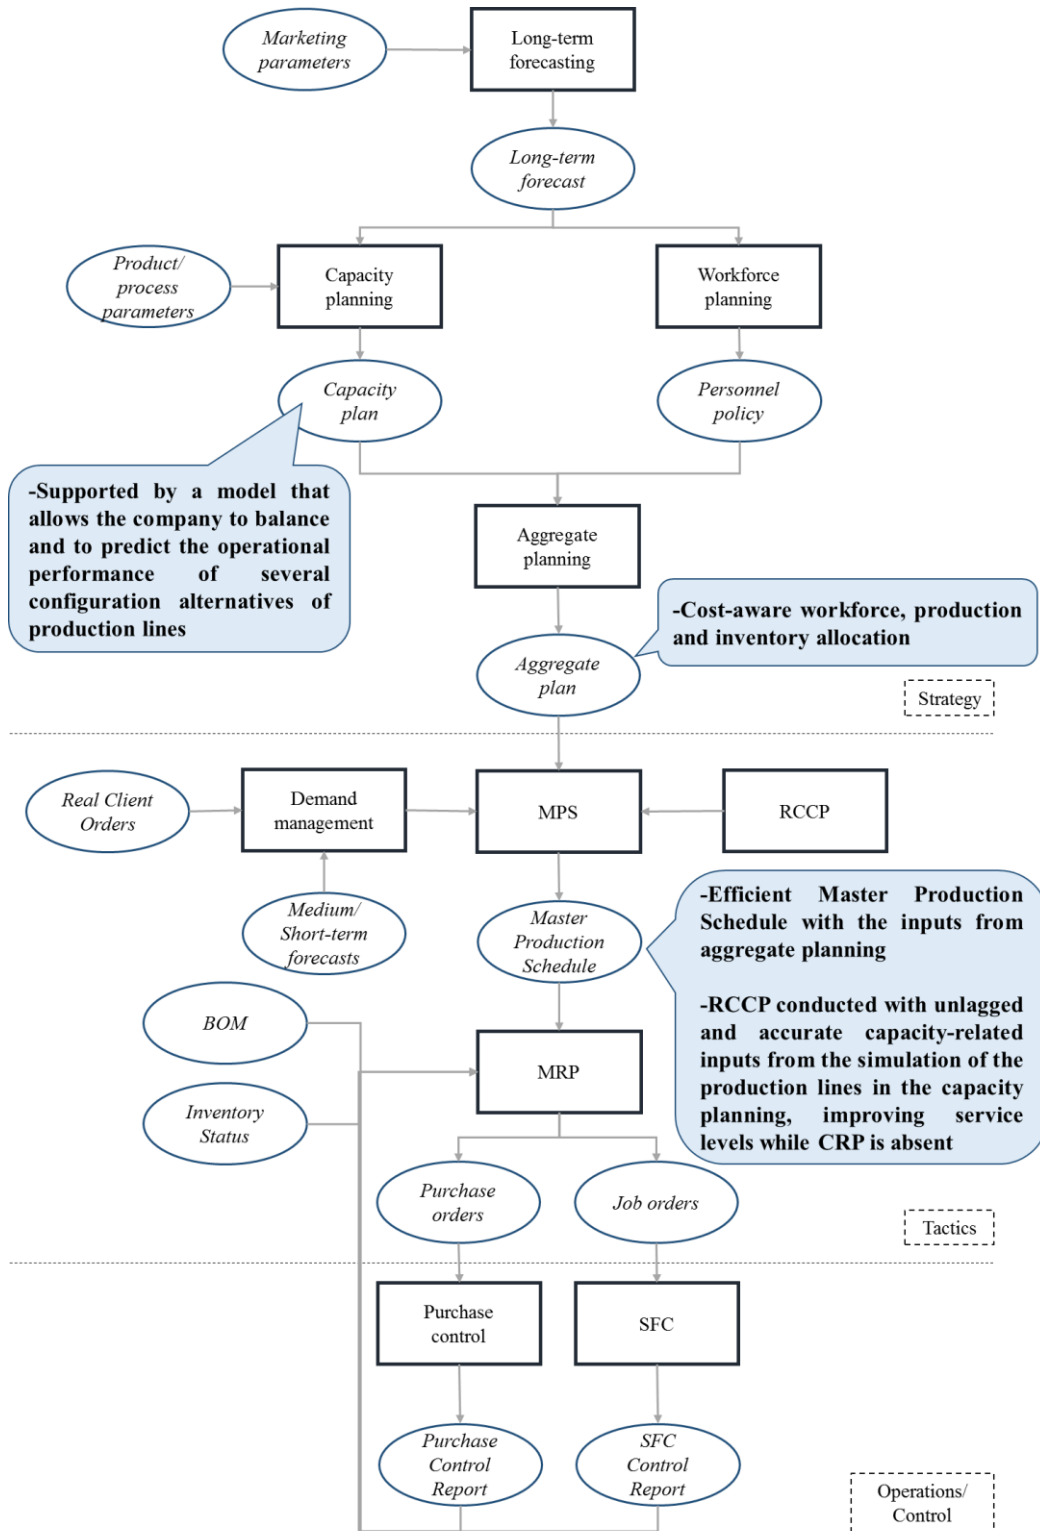 Marketing
parameters
Long-term
forecasting
Long-term
forecast
Product/
process
parameters
Capacity
planning
Workforce
planning
Capacity
plan
Personnel
policy
-Supported by a model that
allows the company to balance
and to predict the operational
performance of several
configuration alternatives of
production lines
Aggregate
planning
-Cost-aware workforce, production
and inventory allocation
Aggregate
plan
Strategy
Real Client
Orders
Demand
management
MPS
RCCP
Medium/
Short-term
forecasts
Master
Production
Schedule
-Efficient Master Production
Schedule with the inputs from
aggregate planning
-RCCP conducted with unlagged
and accurate capacity-related
inputs from the simulation of the
production lines in the capacity
planning, improving service
levels while CRP is absent
BOM
MRP
Inventory
Status
Purchase
orders
Job orders
Tactics
Purchase
control
SFC
Purchase
Control
Report
SFC
Control
Report
Operations/
Control